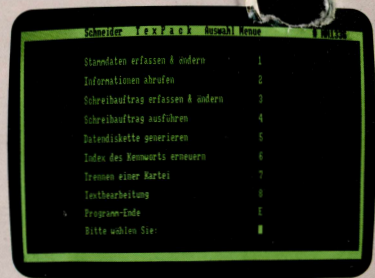 Schneider TexPack Auswahl Menue
Stammdaten erfassen & ändern 1
Informationen abrufen 2
Schreibauftrag erfassen & ändern 3
Schreibauftrag ausführen 4
Datendiskette generieren 5
Index des Kennworts erneuern 6
Trennen einer Kartei 7
Textbearbeitung 8
Programm-Ende E
Bitte wählen Sie: